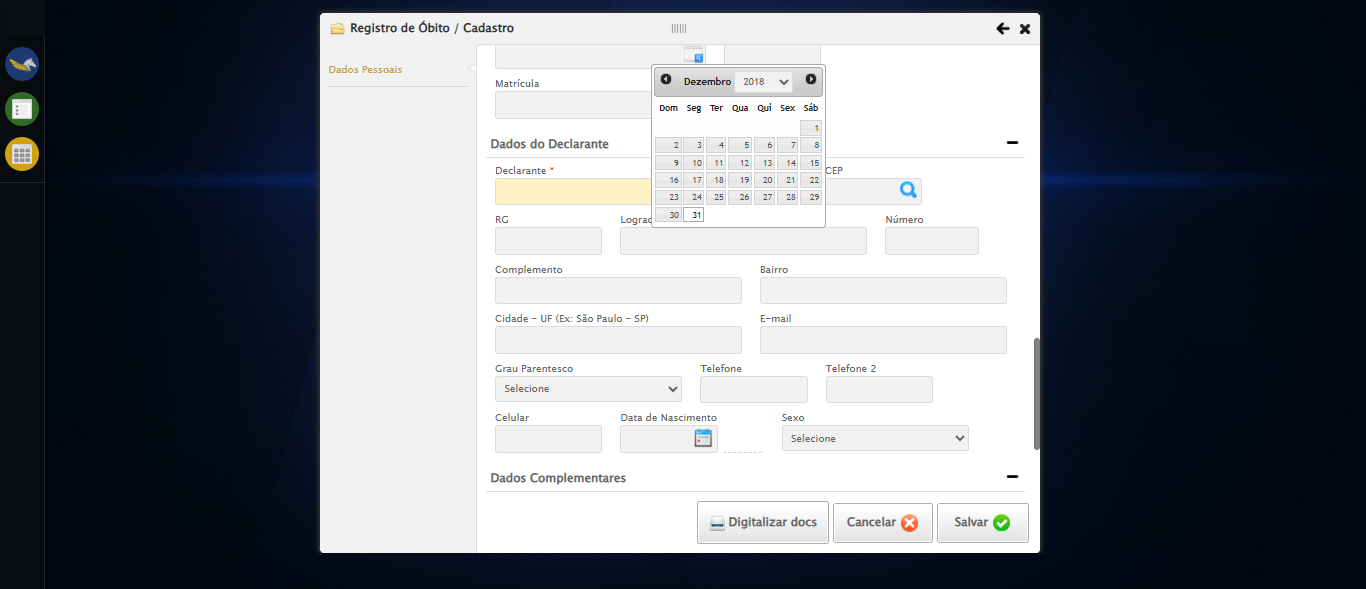 Registro de Óbito / Cadastro
Dados Pessoais
Matrícula
Dezembro 2018
Dom Seg Ter Qua Qui Sex Sáb
1
2 3 4 5 6 7 8
9 10 11 12 13 14 15
16 17 18 19 20 21 22
23 24 25 26 27 28 29
30 31
Dados do Declarante
Declarante * CEP
RG Número
Complemento Bairro
Cidade - UF (Ex: São Paulo - SP) E-mail
Grau Parentesco Telefone Telefone 2
Selecione
Celular Data de Nascimento Sexo
Selecione
Dados Complementares
Digitalizar docs Cancelar Salvar